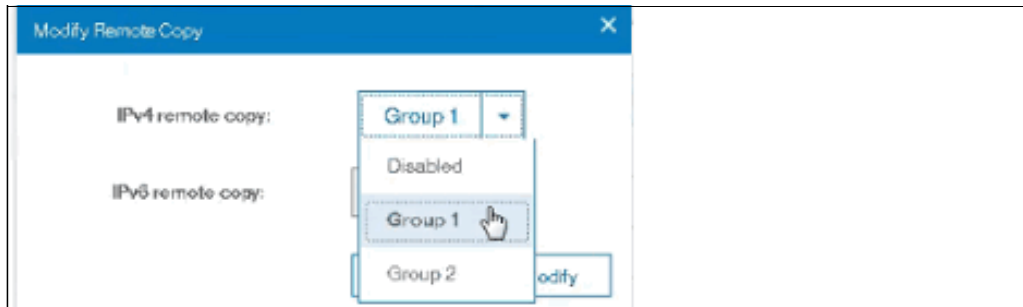 Modify Remote Copy
IPv4 remote copy:
Group 1
Disabled
IPv6 remote copy:
Group 1
Group 2
odify